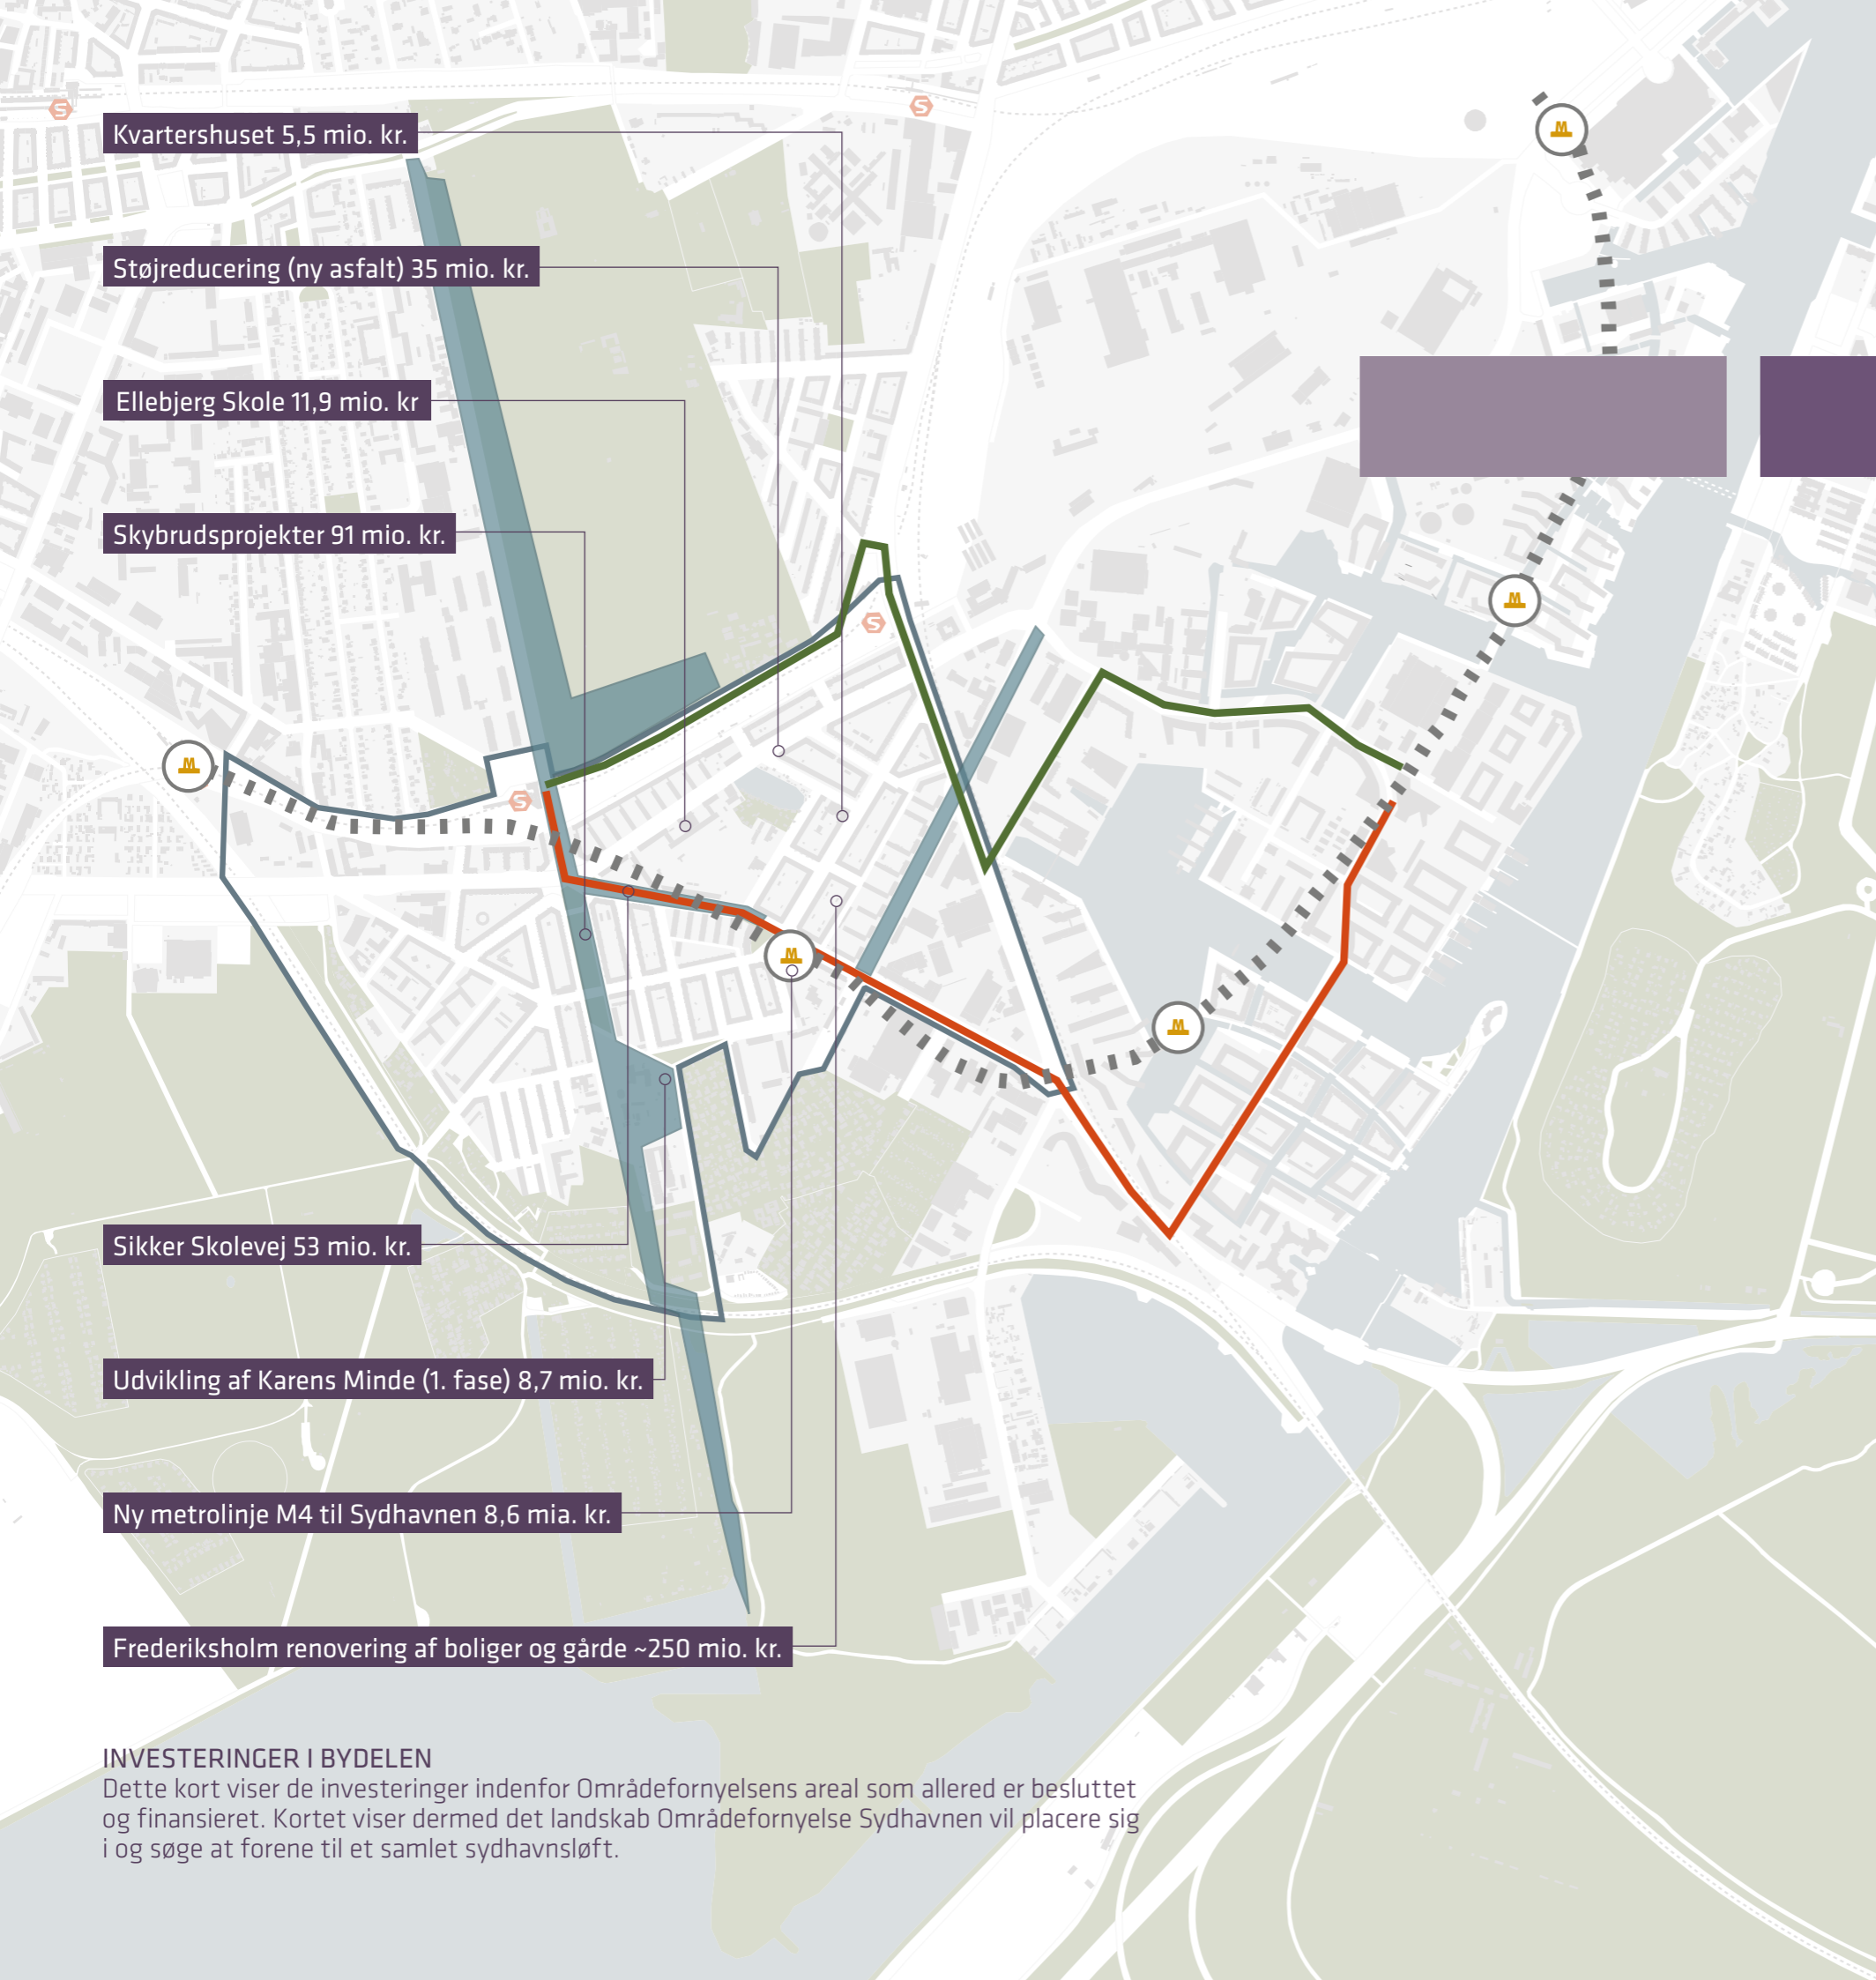 S
S
Kvartershuset 5,5 mio. kr.
M
Støjreducering (ny asfalt) 35 mio. kr.
Ellebjerg Skole 11,9 mio. kr
Skybrudsprojekter 91 mio. kr.
M
S
M
S
M
M
Sikker Skolevej 53 mio. kr.
Udvikling af Karens Minde (1. fase) 8,7 mio. kr.
Ny metrolinje M4 til Sydhavnen 8,6 mia. kr.
Frederiksholm renovering af boliger og gårde ~250 mio. kr.
INVESTERINGER I BYDELEN
Dette kort viser de investeringer indenfor Områdefornyelsens areal som allered er besluttet
og finansieret. Kortet viser dermed det landskab Områdefornyelse Sydhavnen vil placere sig
i og søge at forene til et samlet sydhavnsløft.